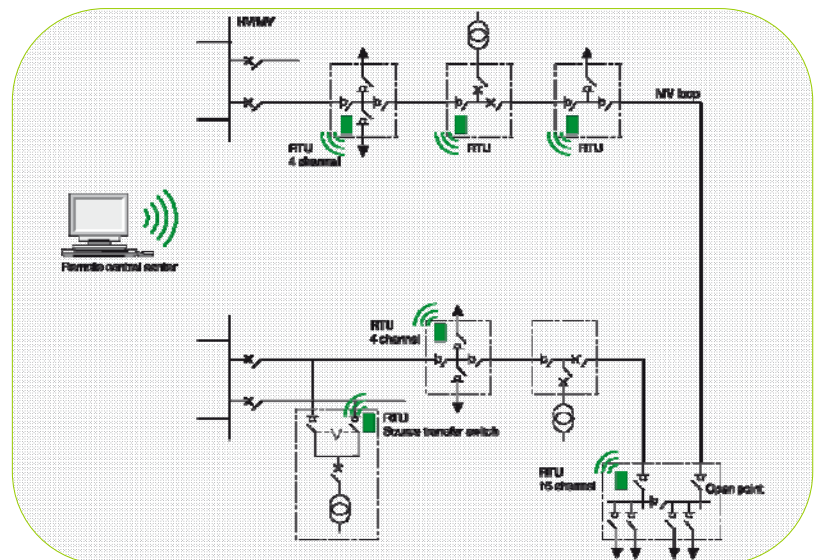 HV/MV
MV loop
RTU
4 channel
RTU
RTU
Remote control center
RTU
4 channel
RTU
Source transfer switch
RTU
16 channel
Open point